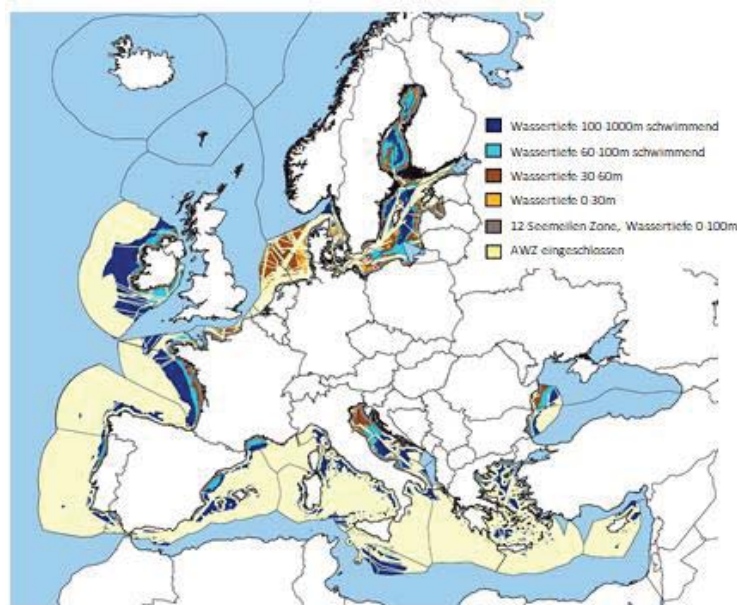 Wassertiefe 100-1000m schwimmend
Wassertiefe 60-100m schwimmend
Wassertiefe 30-60m
Wassertiefe 0-30m
12 Seemeilen Zone, Wassertiefe 0-100m
AWZ eingeschlossen